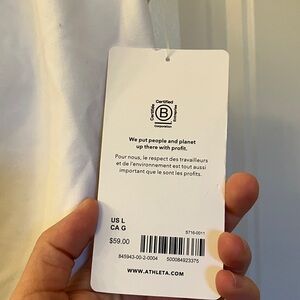 Certified
Certifiée
B
Entreprise
Corporation
We put people and planet
up there with profit.
Pour nous, le respect des travailleurs
et de l'environnement est tout aussi
important que le sont les profits.
US L
CA G
$59.00
5716-0011
845943-00-2-0004
500084923375
WWW.ATHLETA.COM